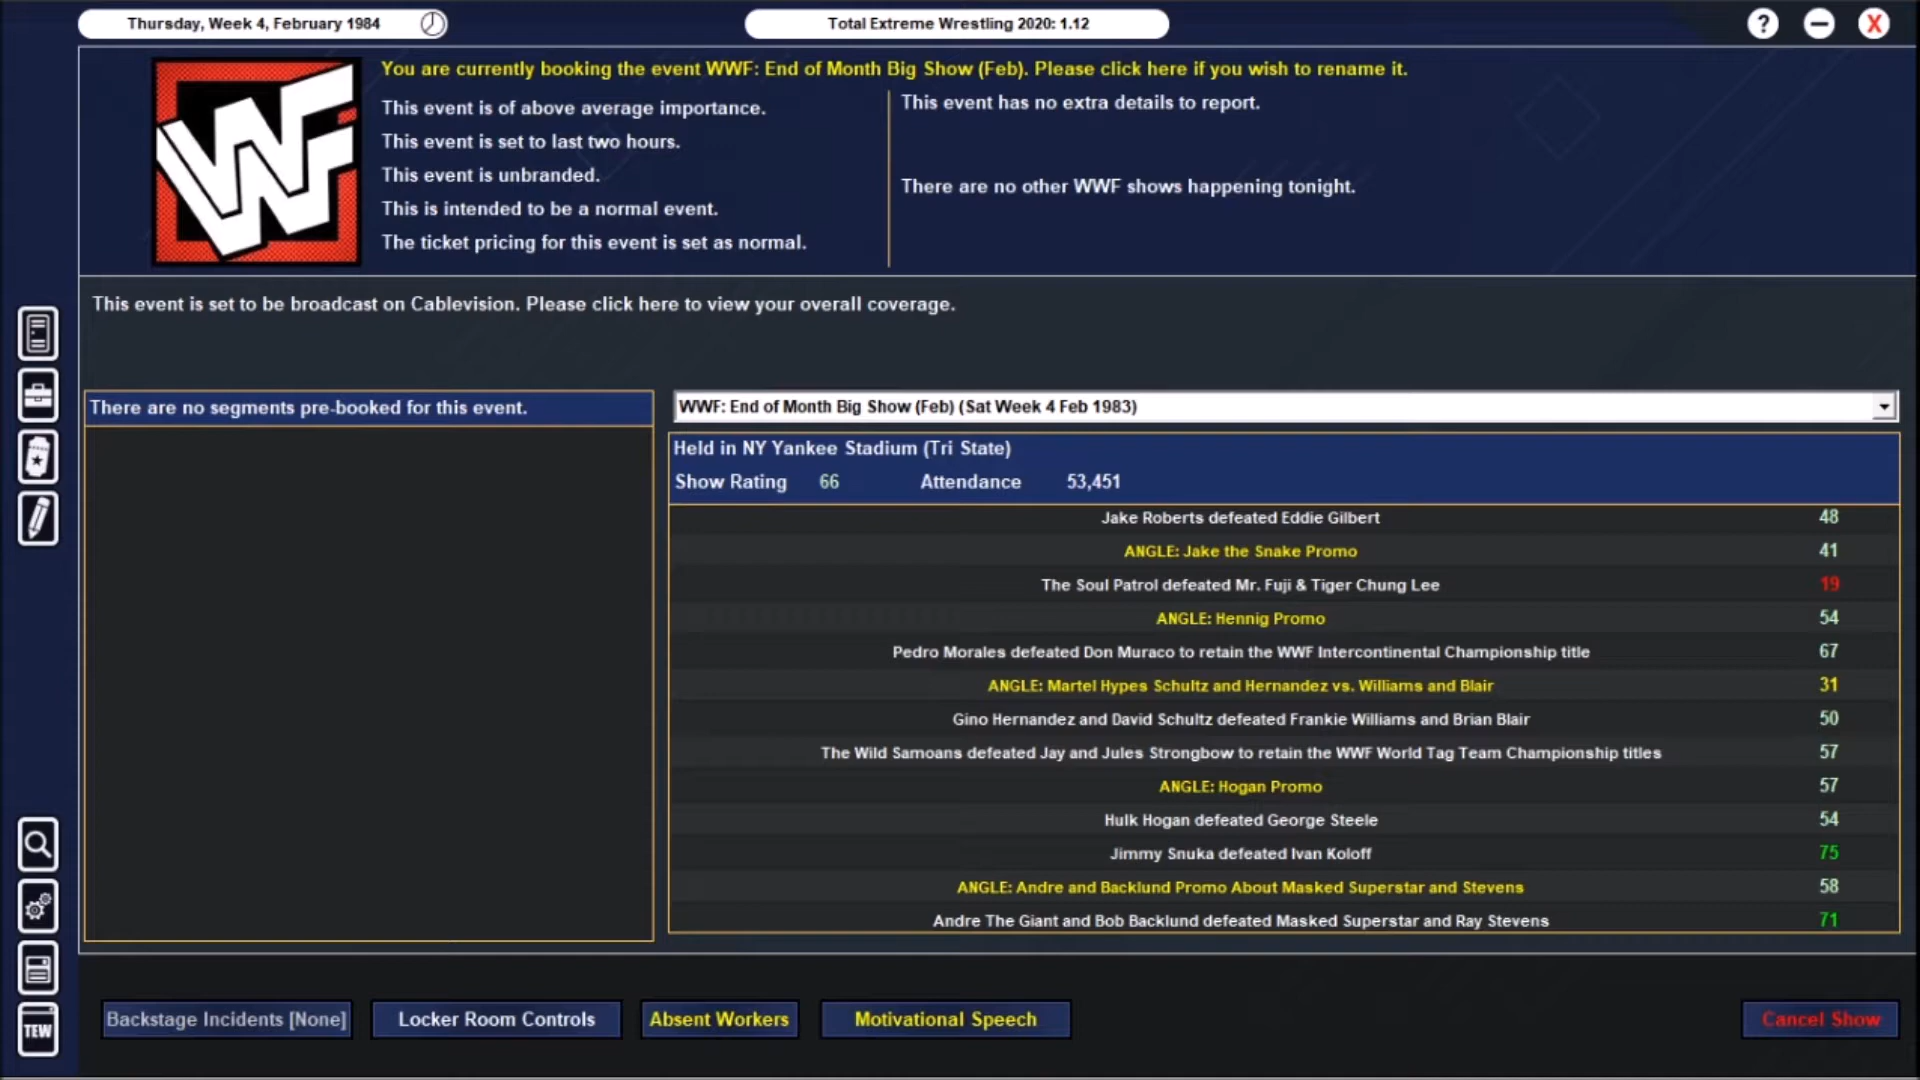 Thursday, Week 4, February 1984
Total Extreme Wrestling 2020: 1.12
?
X
WWF
You are currently booking the event WWF: End of Month Big Show (Feb). Please click here if you wish to rename it.
This event is of above average importance.
This event is set to last two hours.
This event is unbranded.
This is intended to be a normal event.
The ticket pricing for this event is set as normal.
This event has no extra details to report.
There are no other WWF shows happening tonight.
This event is set to be broadcast on Cablevision. Please click here to view your overall coverage.
There are no segments pre-booked for this event.
WWF: End of Month Big Show (Feb) (Sat Week 4 Feb 1983)
Held in NY Yankee Stadium (Tri State)
Show Rating 66 Attendance 53,451
Jake Roberts defeated Eddie Gilbert 48
ANGLE: Jake the Snake Promo 41
The Soul Patrol defeated Mr. Fuji & Tiger Chung Lee 19
ANGLE: Hennig Promo 54
Pedro Morales defeated Don Muraco to retain the WWF Intercontinental Championship title 67
ANGLE: Martel Hypes Schultz and Hernandez vs. Williams and Blair 31
Gino Hernandez and David Schultz defeated Frankie Williams and Brian Blair 50
The Wild Samoans defeated Jay and Jules Strongbow to retain the WWF World Tag Team Championship titles 57
ANGLE: Hogan Promo 57
Hulk Hogan defeated George Steele 54
Jimmy Snuka defeated Ivan Koloff 75
ANGLE: Andre and Backlund Promo About Masked Superstar and Stevens 58
Andre The Giant and Bob Backlund defeated Masked Superstar and Ray Stevens 71
TEW
Backstage Incidents [None]
Locker Room Controls
Absent Workers
Motivational Speech
Cancel Show